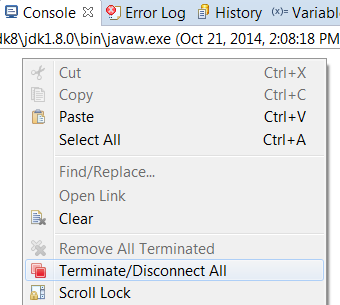 Console Error Log History Variable
dk8\jdk1.8.0\bin\javaw.exe (Oct 21, 2014, 2:08:18 PM
Cut Ctrl+X
Copy Ctrl+C
Paste Ctrl+V
Select All Ctrl+A
Find/Replace...
Open Link
Clear
Remove All Terminated
Terminate/Disconnect All
Scroll Lock